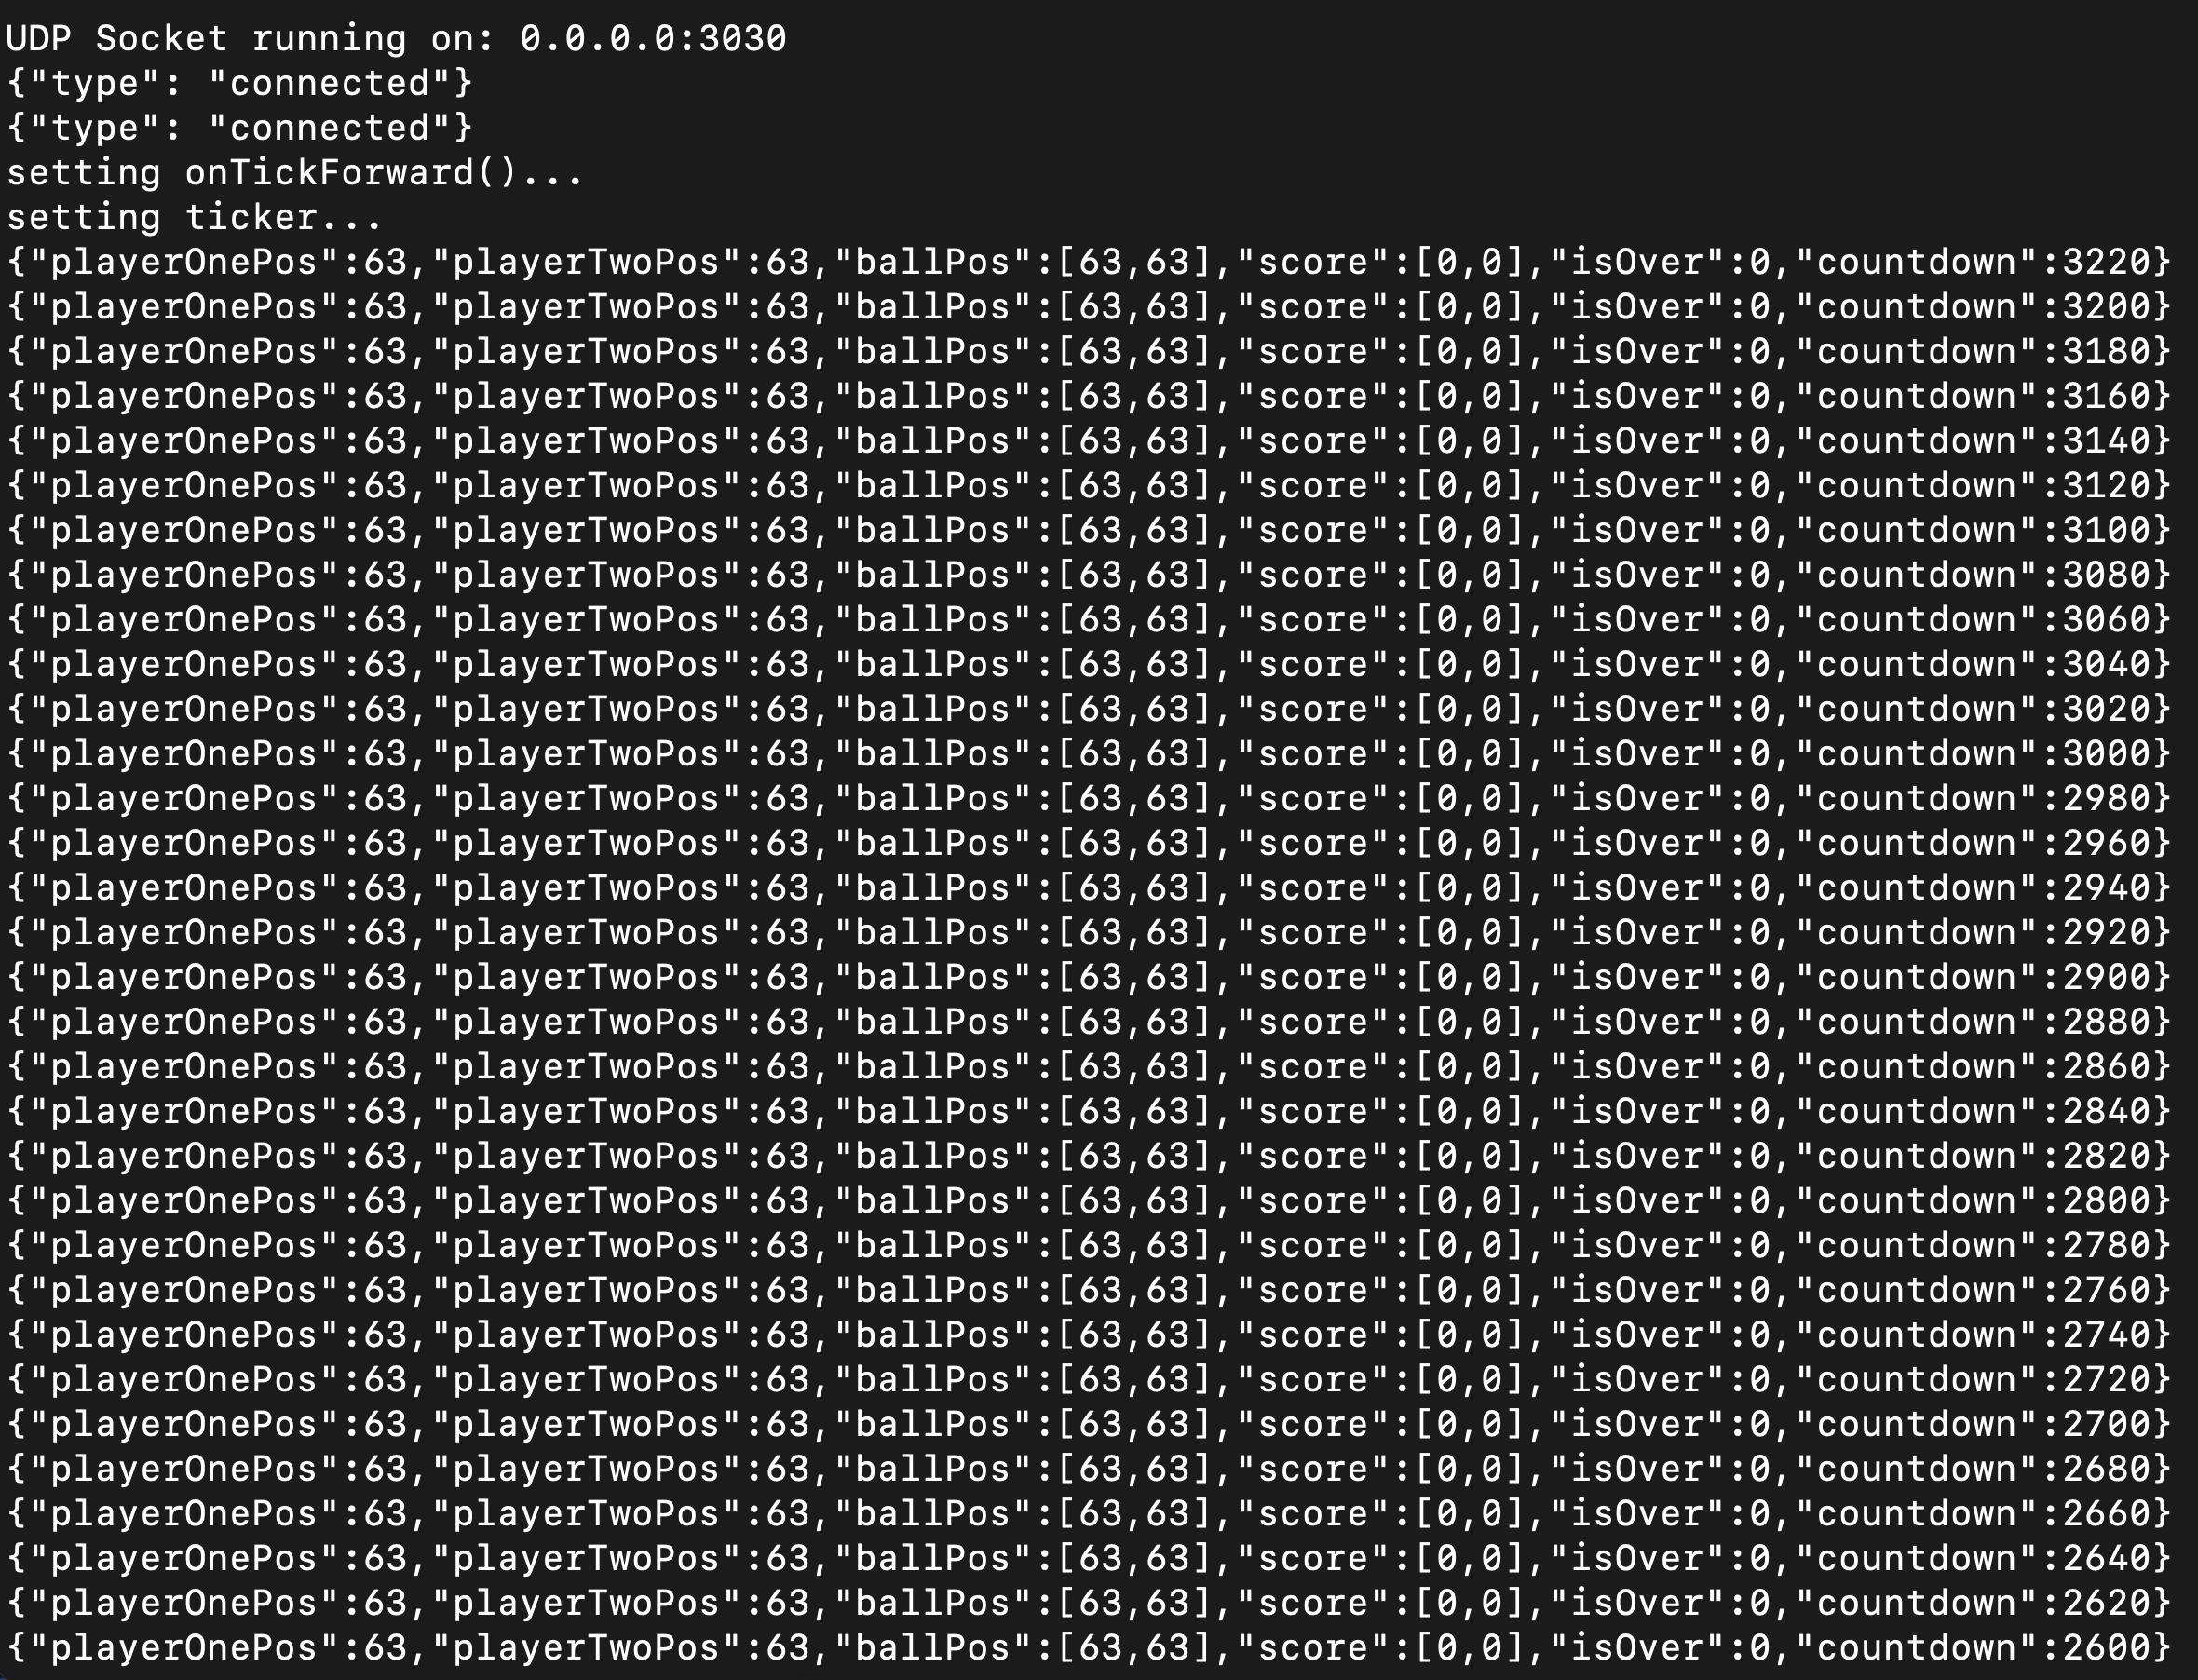 UDP Socket running on: 0.0.0.0:3030
{"type": "connected"}
{"type": "connected"}
setting onTickForward()...
setting ticker...
{"playerOnePos":63,"playerTwoPos":63,"ballPos":[63,63],"score":[0,0],"isOver":0,"countdown":3220}
{"playerOnePos":63,"playerTwoPos":63,"ballPos":[63,63],"score":[0,0],"isOver":0,"countdown":3200}
{"playerOnePos":63,"playerTwoPos":63,"ballPos":[63,63],"score":[0,0],"isOver":0,"countdown":3180}
{"playerOnePos":63,"playerTwoPos":63,"ballPos":[63,63],"score":[0,0],"isOver":0,"countdown":3160}
{"playerOnePos":63,"playerTwoPos":63,"ballPos":[63,63],"score":[0,0],"isOver":0,"countdown":3140}
{"playerOnePos":63,"playerTwoPos":63,"ballPos":[63,63],"score":[0,0],"isOver":0,"countdown":3120}
{"playerOnePos":63,"playerTwoPos":63,"ballPos":[63,63],"score":[0,0],"isOver":0,"countdown":3100}
{"playerOnePos":63,"playerTwoPos":63,"ballPos":[63,63],"score":[0,0],"isOver":0,"countdown":3080}
{"playerOnePos":63,"playerTwoPos":63,"ballPos":[63,63],"score":[0,0],"isOver":0,"countdown":3060}
{"playerOnePos":63,"playerTwoPos":63,"ballPos":[63,63],"score":[0,0],"isOver":0,"countdown":3040}
{"playerOnePos":63,"playerTwoPos":63,"ballPos":[63,63],"score":[0,0],"isOver":0,"countdown":3020}
{"playerOnePos":63,"playerTwoPos":63,"ballPos":[63,63],"score":[0,0],"isOver":0,"countdown":3000}
{"playerOnePos":63,"playerTwoPos":63,"ballPos":[63,63],"score":[0,0],"isOver":0,"countdown":2980}
{"playerOnePos":63,"playerTwoPos":63,"ballPos":[63,63],"score":[0,0],"isOver":0,"countdown":2960}
{"playerOnePos":63,"playerTwoPos":63,"ballPos":[63,63],"score":[0,0],"isOver":0,"countdown":2940}
{"playerOnePos":63,"playerTwoPos":63,"ballPos":[63,63],"score":[0,0],"isOver":0,"countdown":2920}
{"playerOnePos":63,"playerTwoPos":63,"ballPos":[63,63],"score":[0,0],"isOver":0,"countdown":2900}
{"playerOnePos":63,"playerTwoPos":63,"ballPos":[63,63],"score":[0,0],"isOver":0,"countdown":2880}
{"playerOnePos":63,"playerTwoPos":63,"ballPos":[63,63],"score":[0,0],"isOver":0,"countdown":2860}
{"playerOnePos":63,"playerTwoPos":63,"ballPos":[63,63],"score":[0,0],"isOver":0,"countdown":2840}
{"playerOnePos":63,"playerTwoPos":63,"ballPos":[63,63],"score":[0,0],"isOver":0,"countdown":2820}
{"playerOnePos":63,"playerTwoPos":63,"ballPos":[63,63],"score":[0,0],"isOver":0,"countdown":2800}
{"playerOnePos":63,"playerTwoPos":63,"ballPos":[63,63],"score":[0,0],"isOver":0,"countdown":2780}
{"playerOnePos":63,"playerTwoPos":63,"ballPos":[63,63],"score":[0,0],"isOver":0,"countdown":2760}
{"playerOnePos":63,"playerTwoPos":63,"ballPos":[63,63],"score":[0,0],"isOver":0,"countdown":2740}
{"playerOnePos":63,"playerTwoPos":63,"ballPos":[63,63],"score":[0,0],"isOver":0,"countdown":2720}
{"playerOnePos":63,"playerTwoPos":63,"ballPos":[63,63],"score":[0,0],"isOver":0,"countdown":2700}
{"playerOnePos":63,"playerTwoPos":63,"ballPos":[63,63],"score":[0,0],"isOver":0,"countdown":2680}
{"playerOnePos":63,"playerTwoPos":63,"ballPos":[63,63],"score":[0,0],"isOver":0,"countdown":2660}
{"playerOnePos":63,"playerTwoPos":63,"ballPos":[63,63],"score":[0,0],"isOver":0,"countdown":2640}
{"playerOnePos":63,"playerTwoPos":63,"ballPos":[63,63],"score":[0,0],"isOver":0,"countdown":2620}
{"playerOnePos":63,"playerTwoPos":63,"ballPos":[63,63],"score":[0,0],"isOver":0,"countdown":2600}